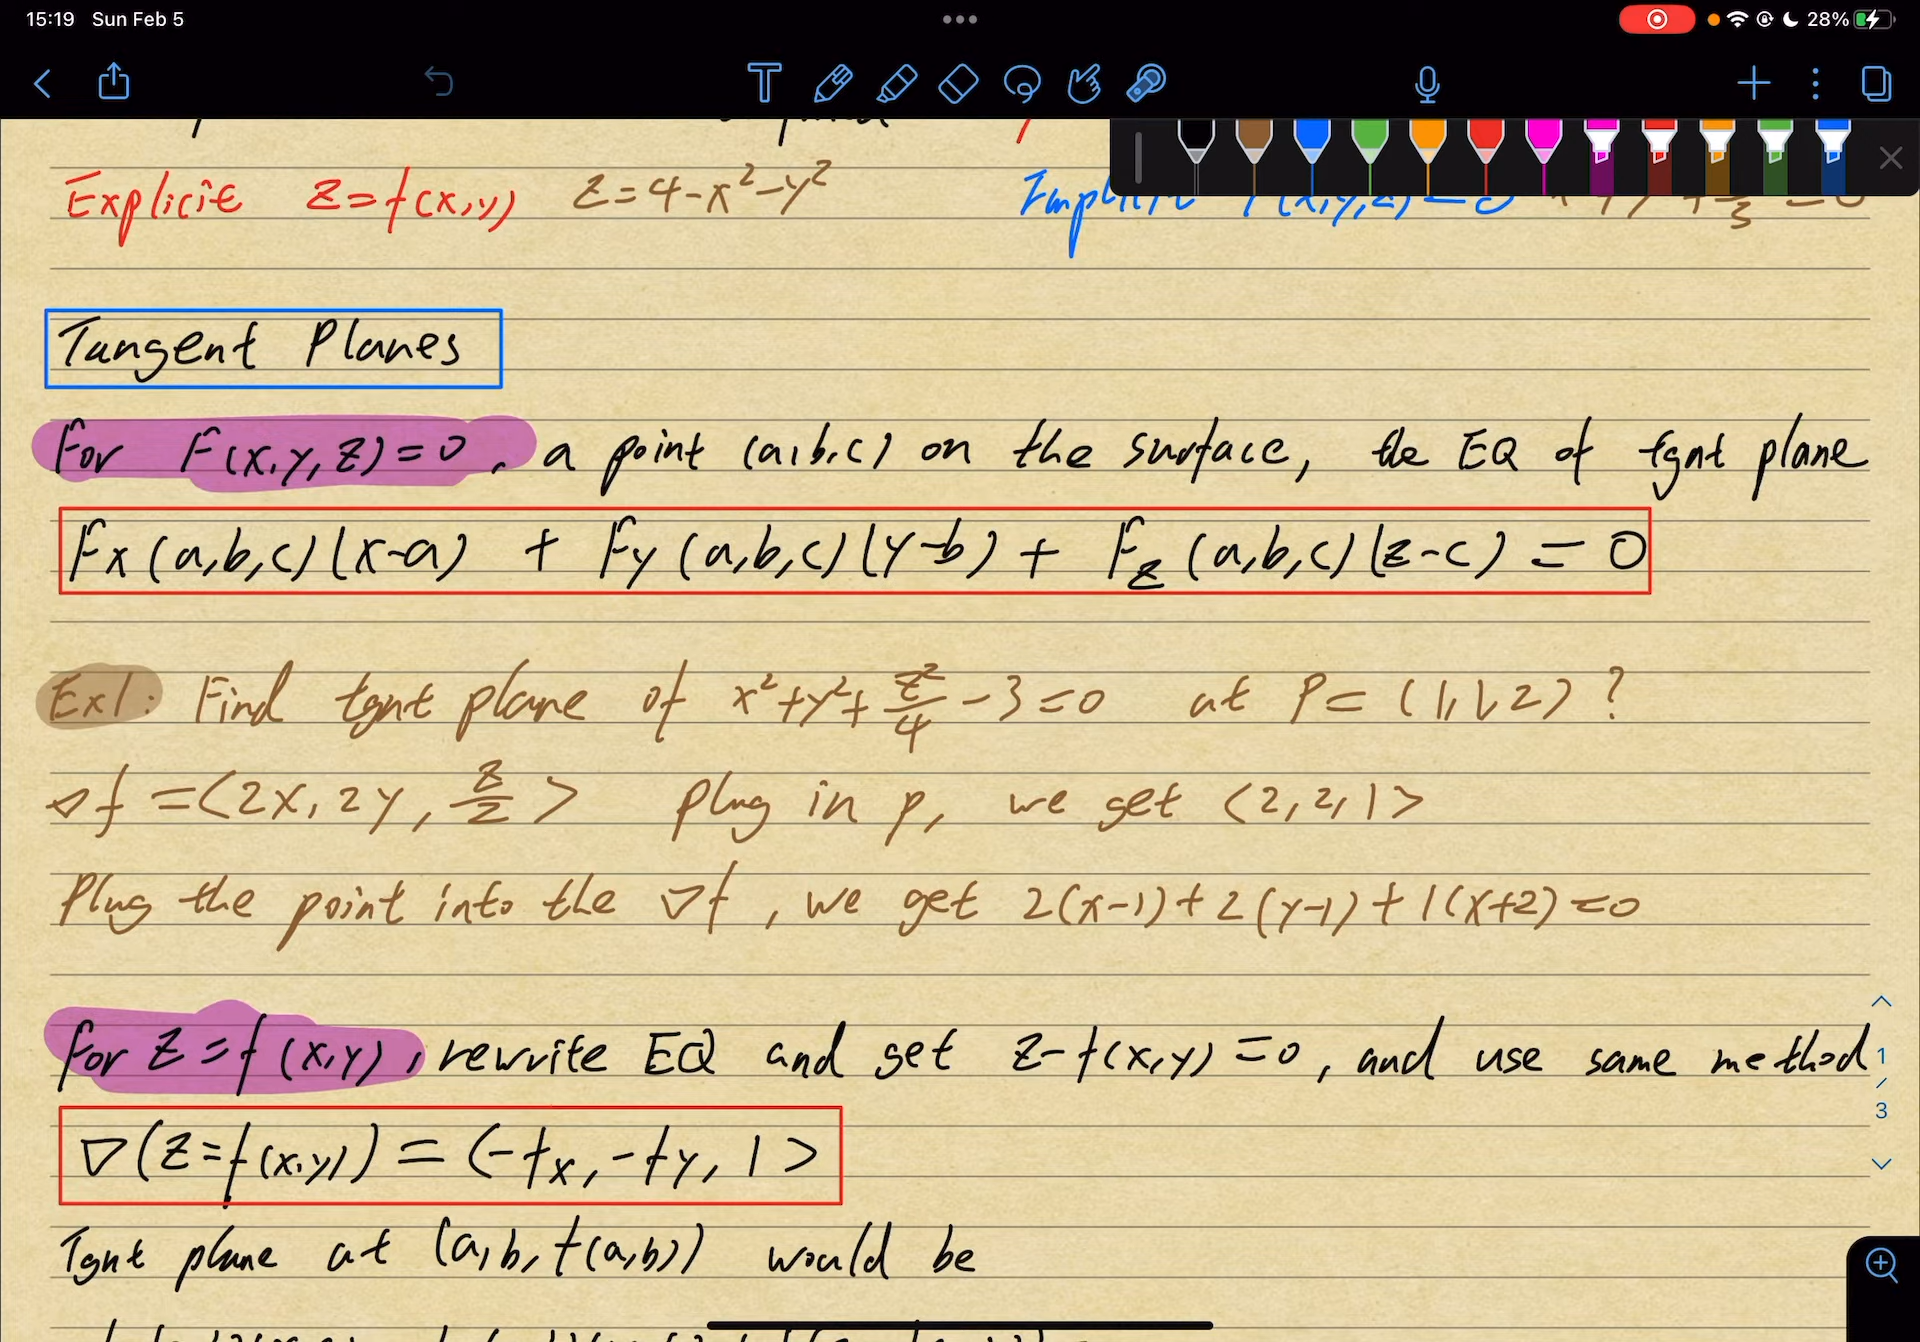 15:19 Sun Feb 5 28%
Explicit z=f(x,y) z=4-x²-y² Implicit
Tangent Planes
For F(x,y,z)=0, a point (a,b,c) on the surface, the EQ of tgnt plane
Fx(a,b,c)(x-a) + Fy(a,b,c)(y-b) + Fz(a,b,c)(z-c) = 0
Ex1: Find tgnt plane of x²+y²+z²/4-3=0 at P=(1,1,2)?
∇f=<2x,2y,z/2> plug in p, we get <2,2,1>
Plug the point into the ∇f, we get 2(x-1)+2(y-1)+1(x+2)=0
for z=f(x,y), rewrite EQ and get z-f(x,y)=0, and use same method
1
/
3
∇(z=f(x,y))=<-fx,-fy,1>
Tgnt plane at (a,b,f(a,b)) would be